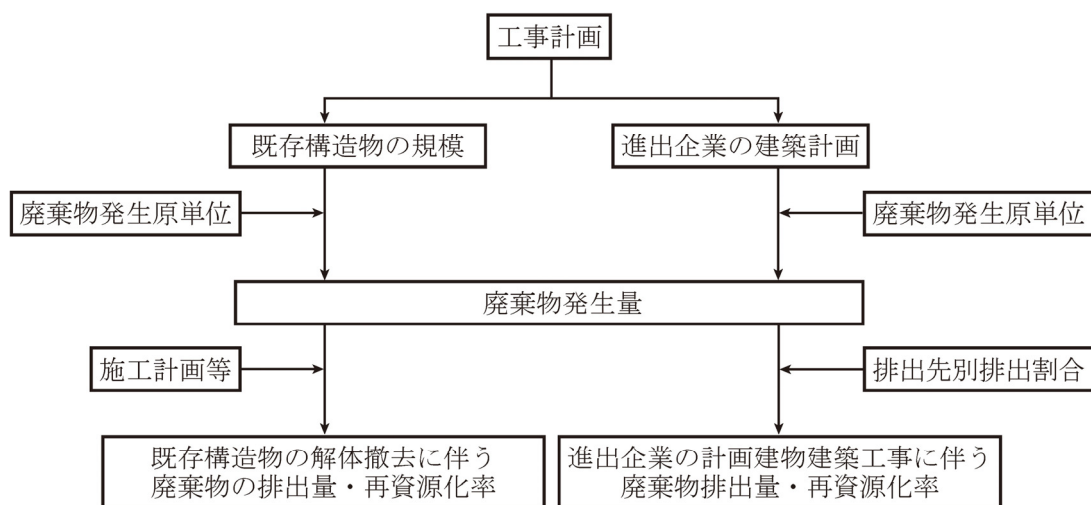 工事計画
既存構造物の規模
進出企業の建築計画
廃棄物発生原単位
廃棄物発生原単位
廃棄物発生量
施工計画等
排出先別排出割合
既存構造物の解体撤去に伴う
廃棄物の排出量・再資源化率
進出企業の計画建物建築工事に伴う
廃棄物排出量・再資源化率